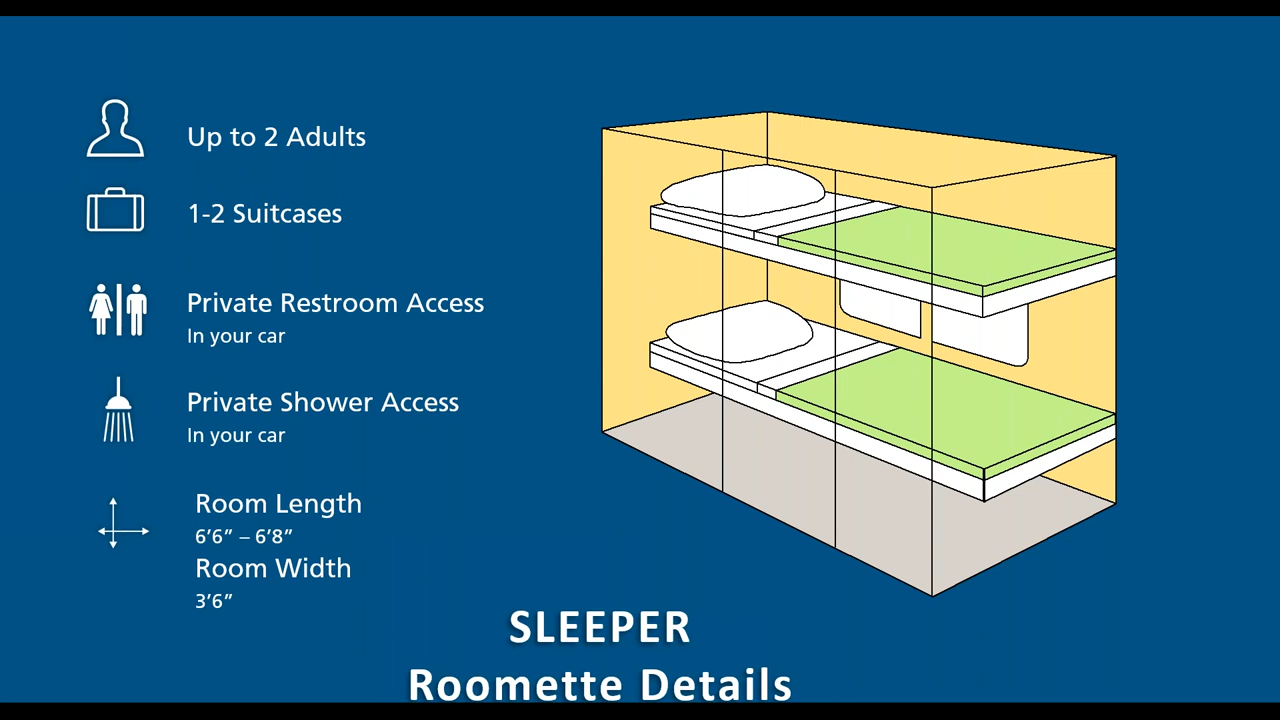 Up to 2 Adults
1-2 Suitcases
Private Restroom Access
In your car
Private Shower Access
In your car
Room Length
6’6” – 6’8”
Room Width
3’6”
SLEEPER
Roomette Details